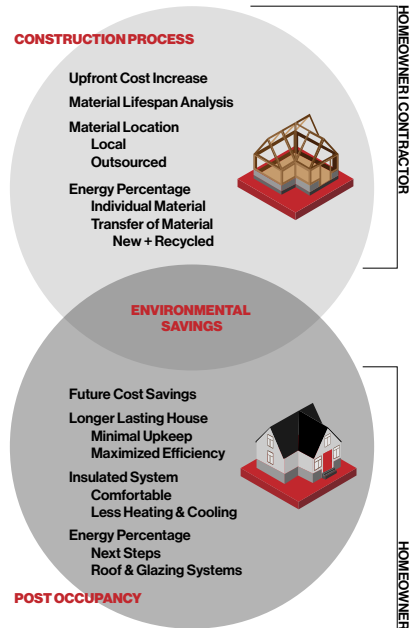 CONSTRUCTION PROCESS
Upfront Cost Increase
Material Lifespan Analysis
Material Location
Local
Outsourced
Energy Percentage
Individual Material
Transfer of Material
New + Recycled
HOMEOWNER | CONTRACTOR
ENVIRONMENTAL
SAVINGS
Future Cost Savings
Longer Lasting House
Minimal Upkeep
Maximized Efficiency
Insulated System
Comfortable
Less Heating & Cooling
Energy Percentage
Next Steps
Roof & Glazing Systems
POST OCCUPANCY
HOMEOWNER